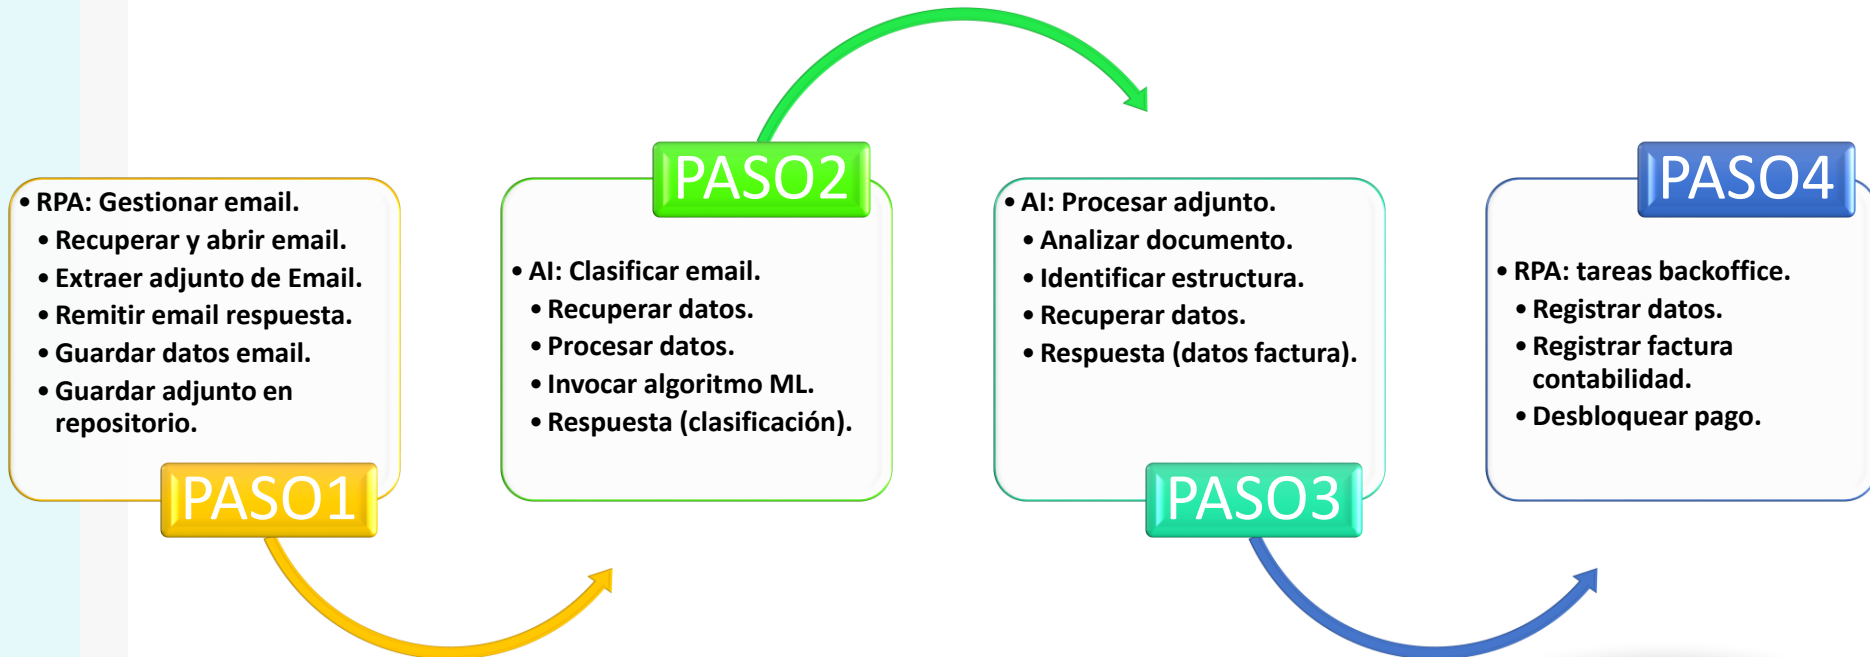 • RPA: Gestionar email.
• Recuperar y abrir email.
• Extraer adjunto de Email.
• Remitir email respuesta.
• Guardar datos email.
• Guardar adjunto en
repositorio.
PASO1
PASO2
• AI: Clasificar email.
• Recuperar datos.
• Procesar datos.
• Invocar algoritmo ML.
• Respuesta (clasificación).
• AI: Procesar adjunto.
• Analizar documento.
• Identificar estructura.
• Recuperar datos.
• Respuesta (datos factura).
PASO3
PASO4
• RPA: tareas backoffice.
• Registrar datos.
• Registrar factura
contabilidad.
• Desbloquear pago.